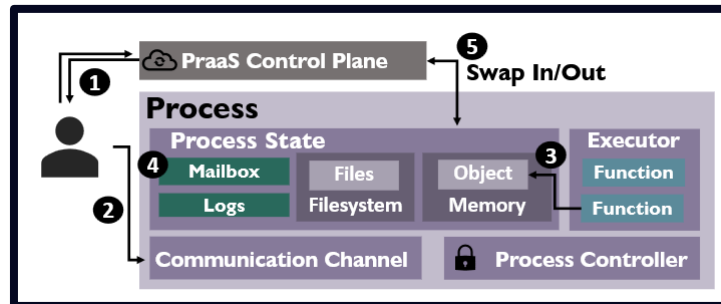 PraaS Control Plane
1
5
Swap In/Out
Process
Process State
Executor
4
Mailbox
Files
Object
3
Function
Logs
Filesystem
Memory
Function
2
Communication Channel
Process Controller